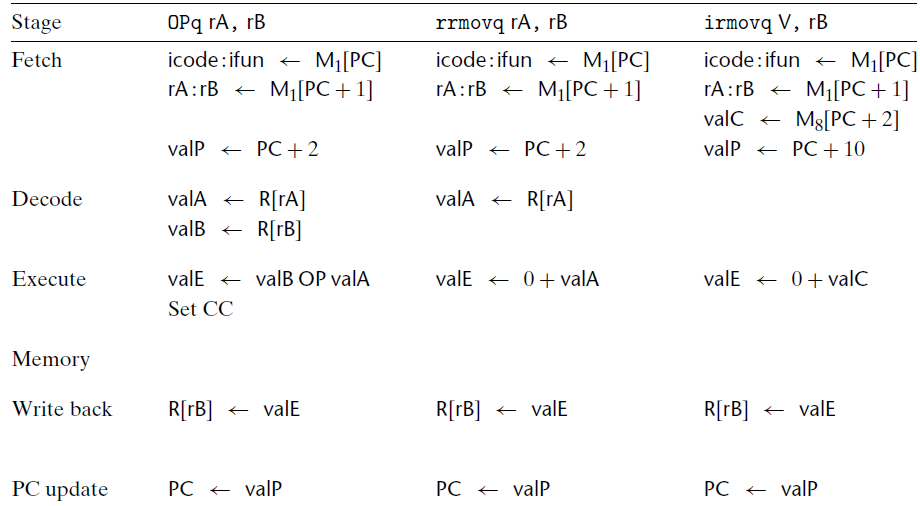 Stage OPq rA, rB rrmovq rA, rB irmovq V, rB
Fetch icode:ifun ← M₁[PC] icode:ifun ← M₁[PC] icode:ifun ← M₁[PC]
rA:rB ← M₁[PC + 1] rA:rB ← M₁[PC + 1] rA:rB ← M₁[PC + 1]
valC ← M₈[PC + 2]
valP ← PC + 2 valP ← PC + 2 valP ← PC + 10
Decode valA ← R[rA] valA ← R[rA]
valB ← R[rB]
Execute valE ← valB OP valA valE ← 0 + valA valE ← 0 + valC
Set CC
Memory
Write back R[rB] ← valE R[rB] ← valE R[rB] ← valE
PC update PC ← valP PC ← valP PC ← valP